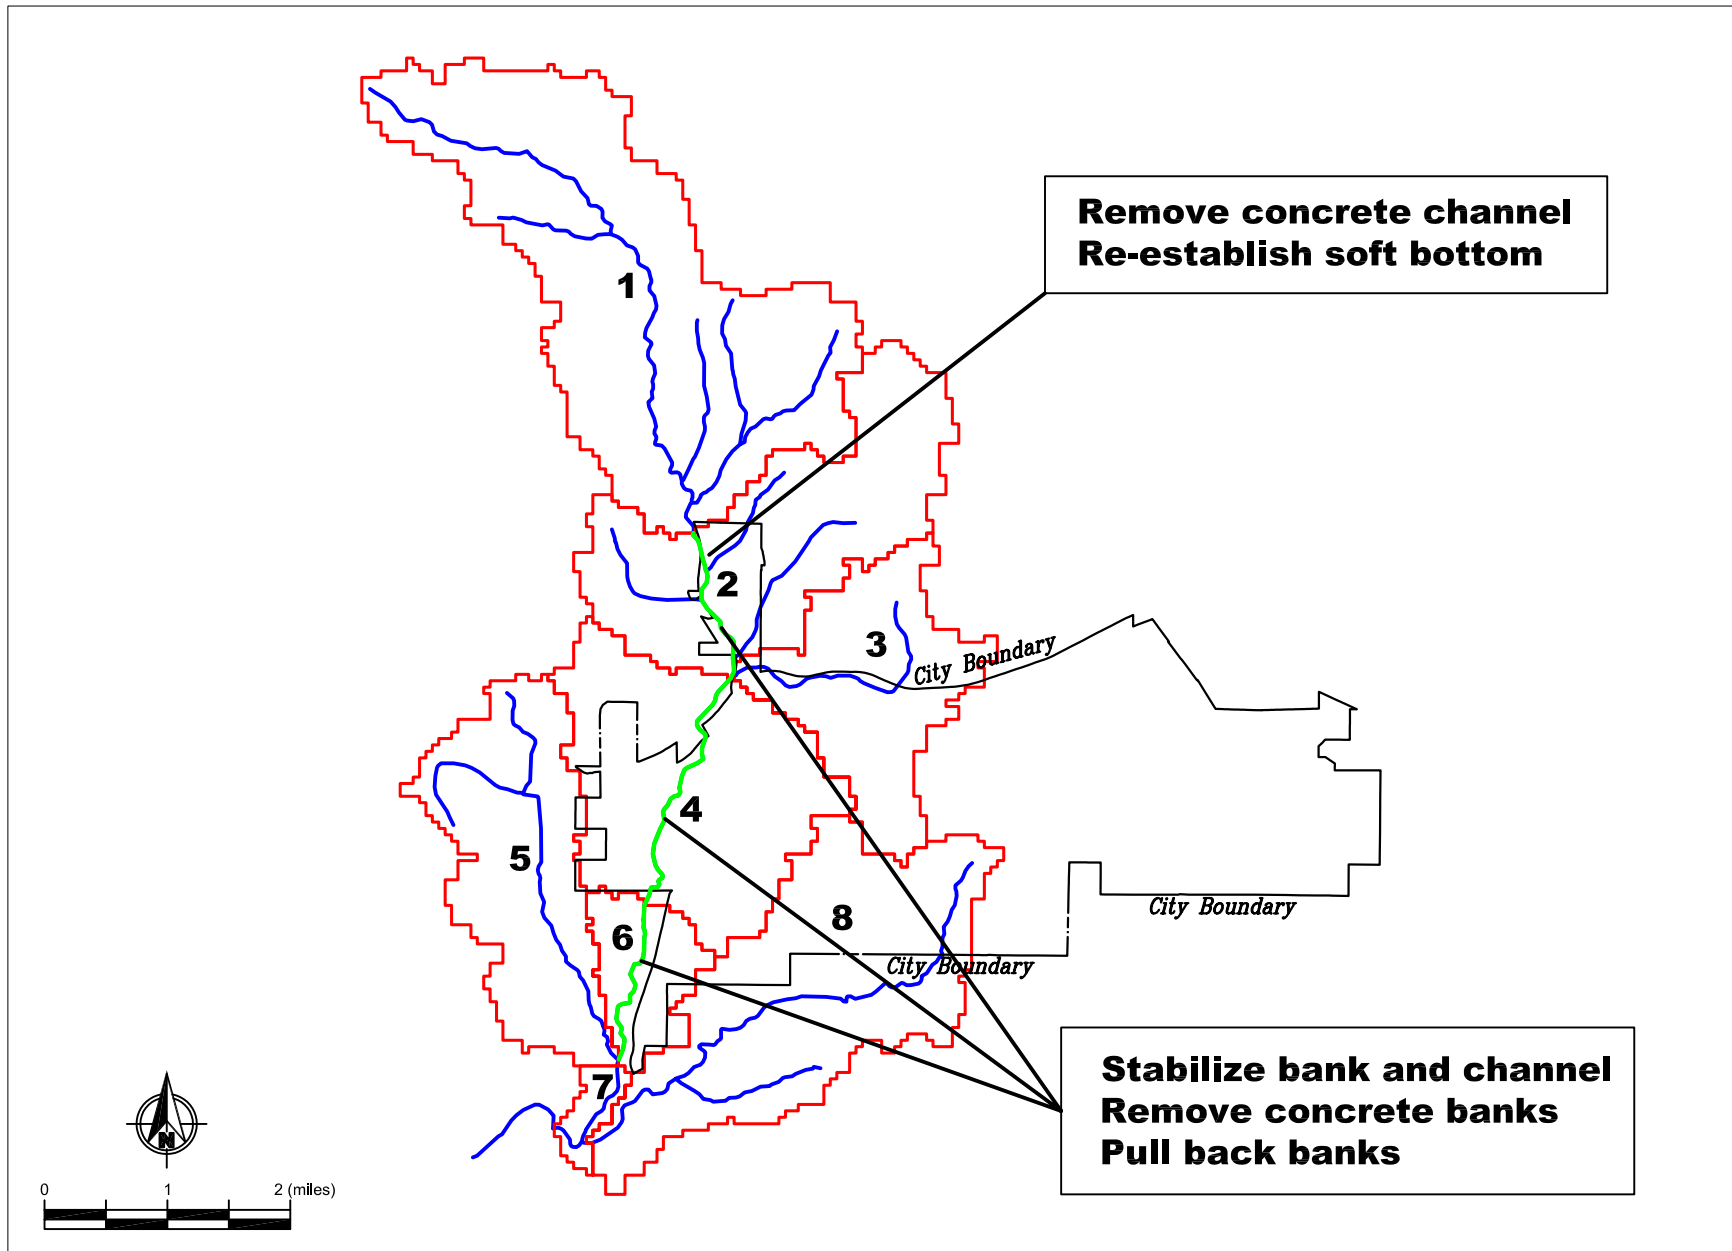 Remove concrete channel
Re-establish soft bottom
1
2
3
City Boundary
4
5
City Boundary
8
6
City Boundary
Stabilize bank and channel
Remove concrete banks
Pull back banks
7
N
0 1 2 (miles)